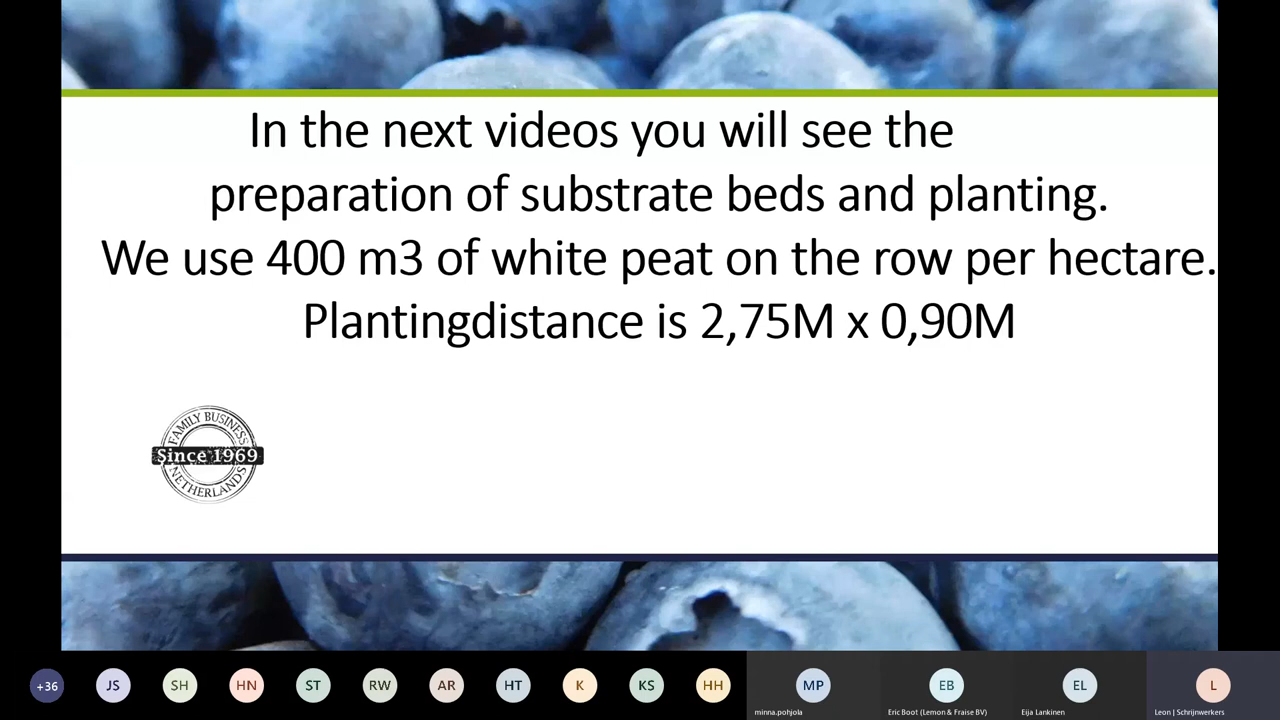 In the next videos you will see the
preparation of substrate beds and planting.
We use 400 m3 of white peat on the row per hectare.
Plantingdistance is 2,75M x 0,90M
FAMILY BUSINESS
Since 1969
NETHERLANDS
+36
JS
SH
HN
ST
RW
AR
HT
K
KS
HH
MP
EB
EL
L
minna.pohjola
Eric Boot (Lemon & Fraise BV)
Eija Lankinen
Leon | Schrijnwerkers